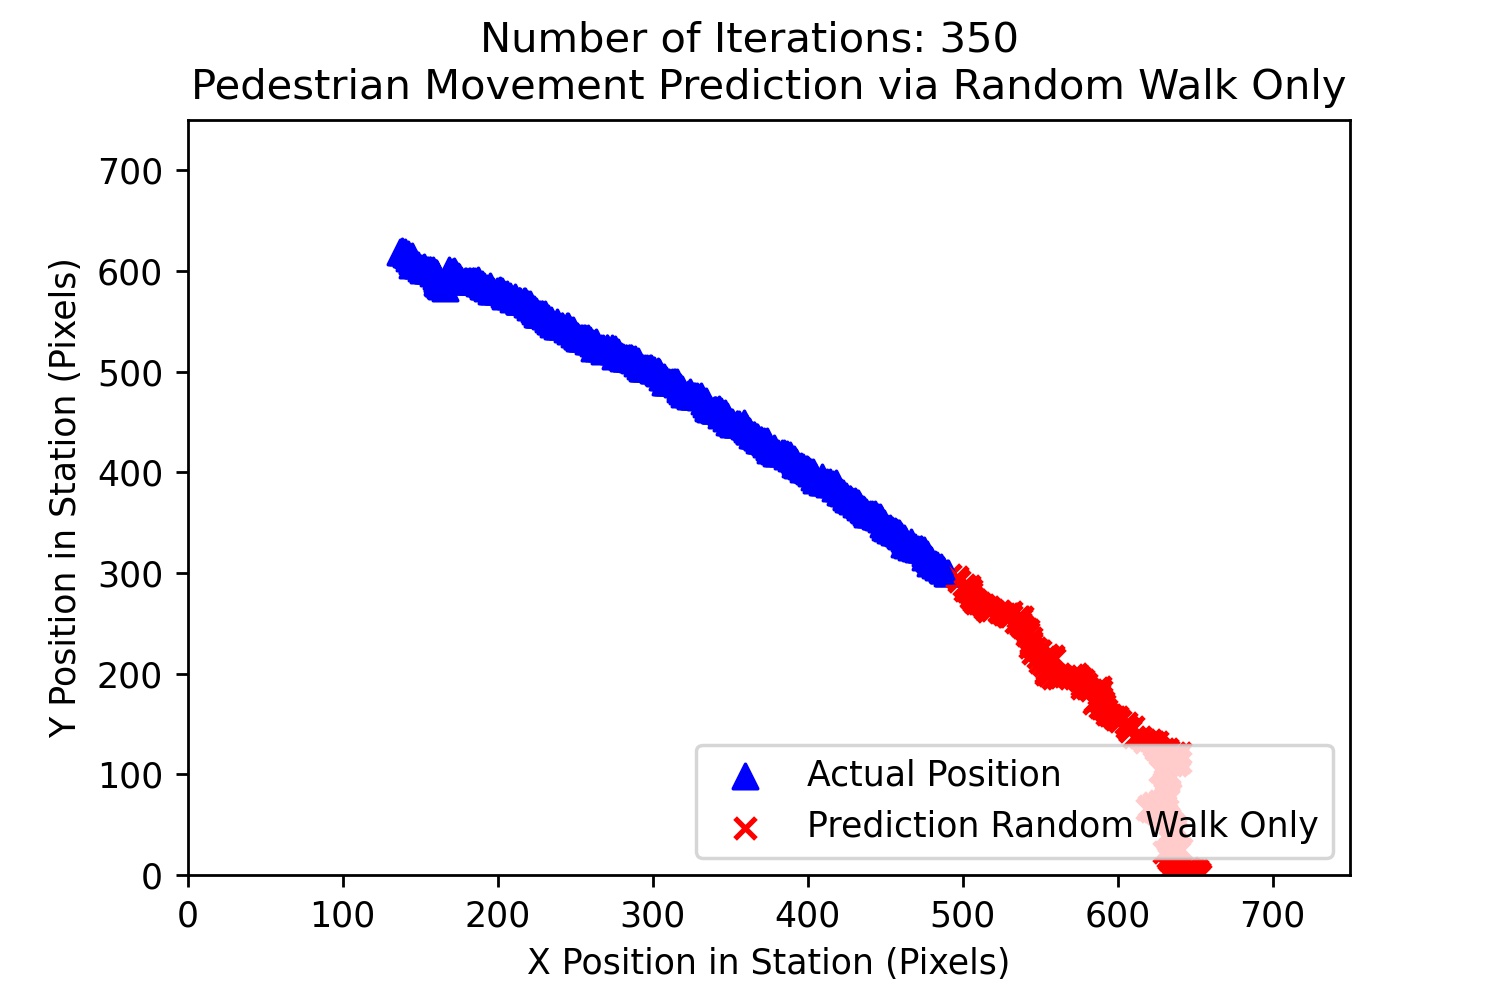 Number of Iterations: 350
Pedestrian Movement Prediction via Random Walk Only
700
600
500
400
300
200
100
0
Y Position in Station (Pixels)
Actual Position
Prediction Random Walk Only
0 100 200 300 400 500 600 700
X Position in Station (Pixels)